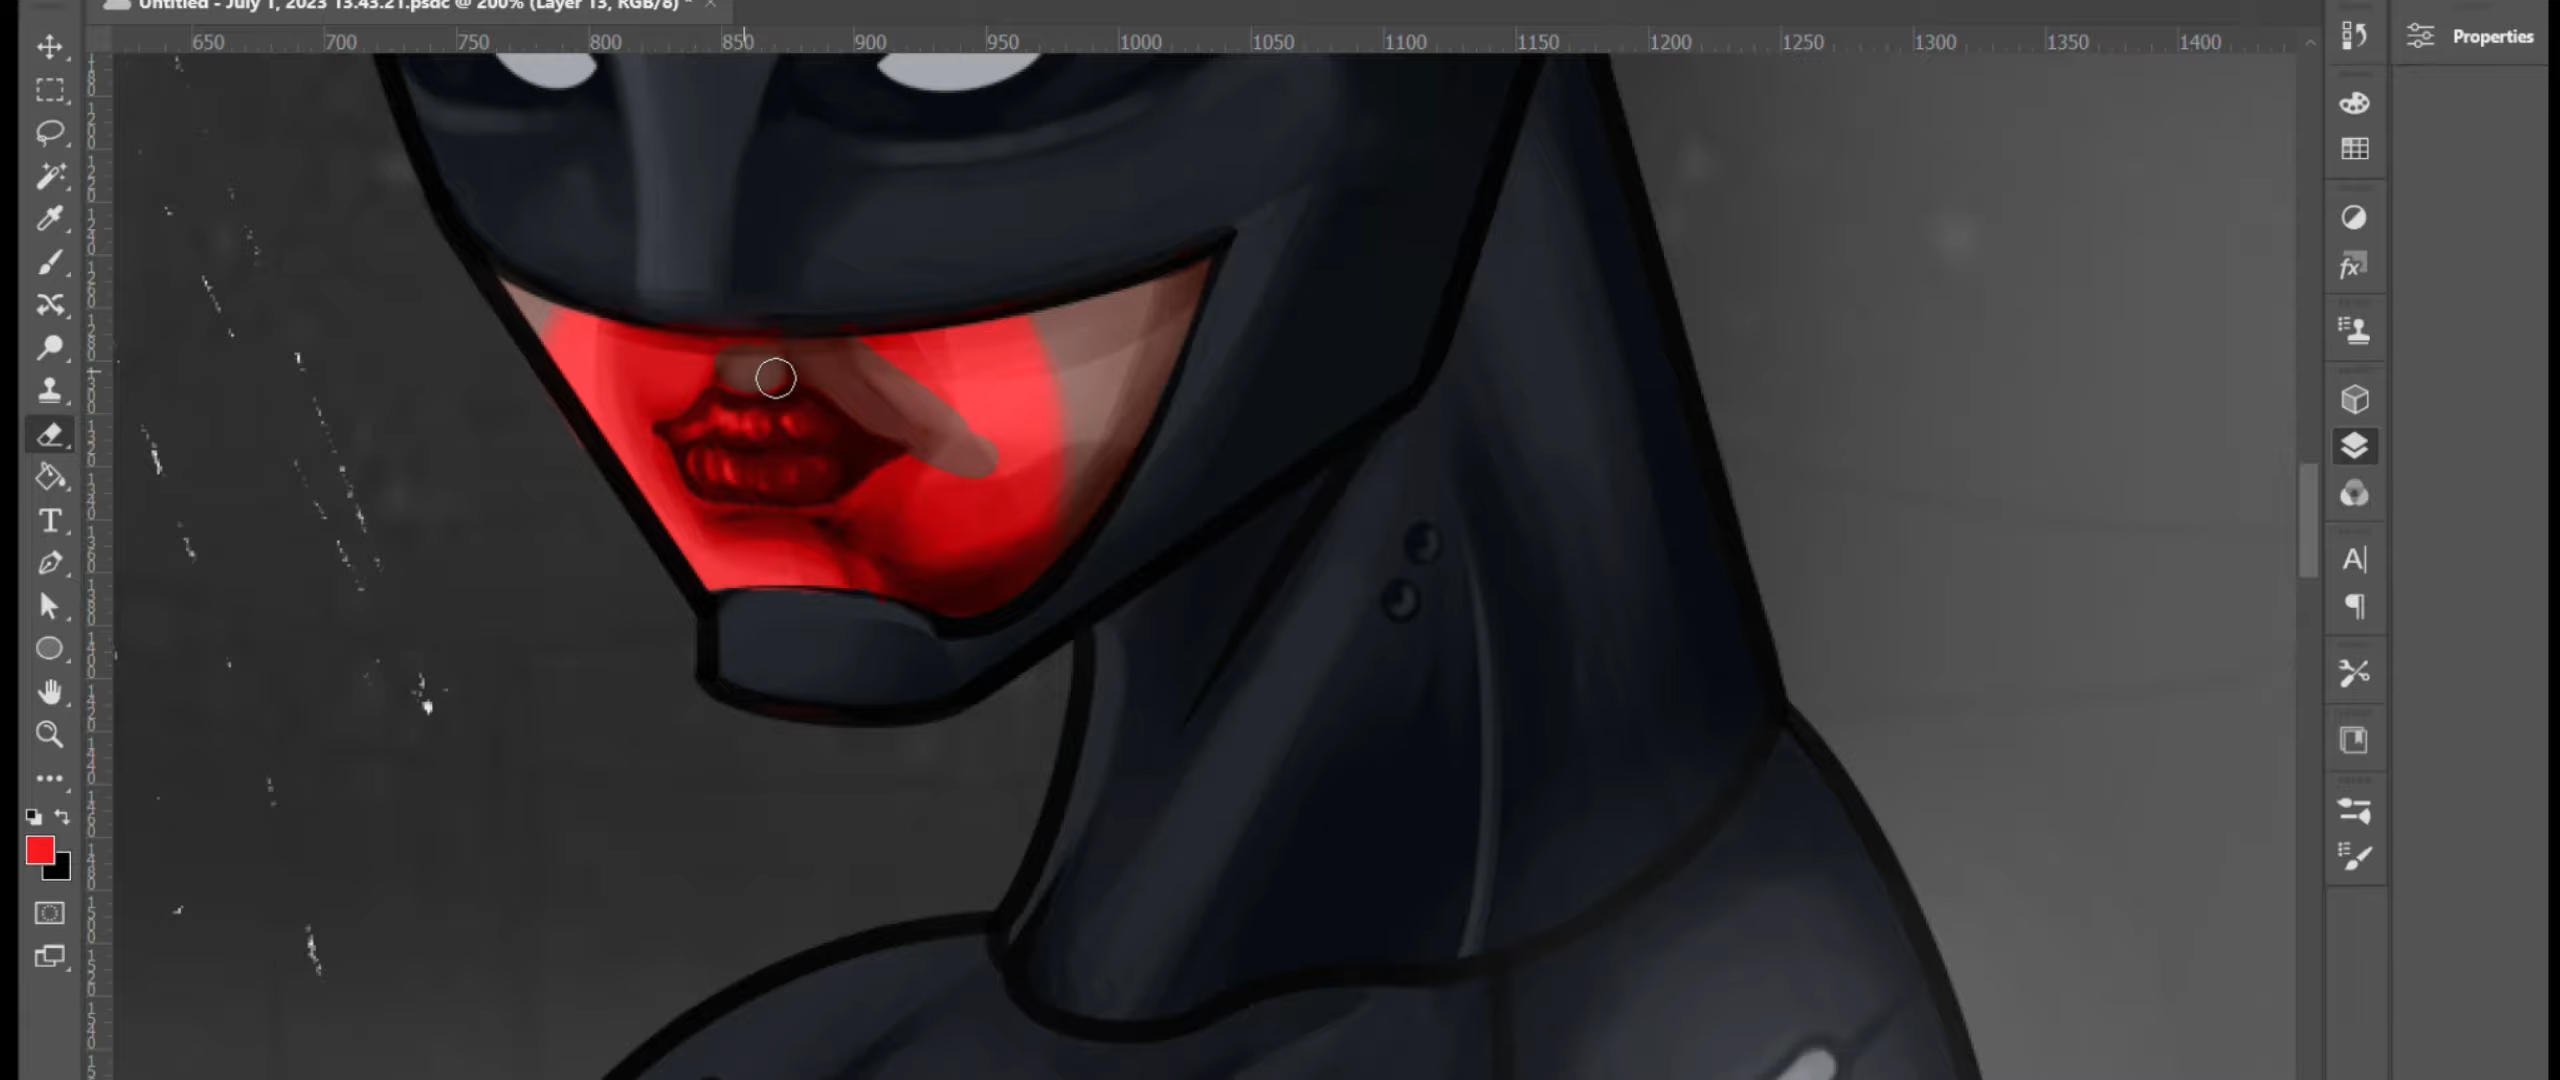 Untitled - July 1, 2023 13.43.21.psdc @ 200% (Layer 13, RGB/8) * ×
650 700 750 800 850 900 950 1000 1050 1100 1150 1200 1250 1300 1350 1400
Properties
fx
T
A|